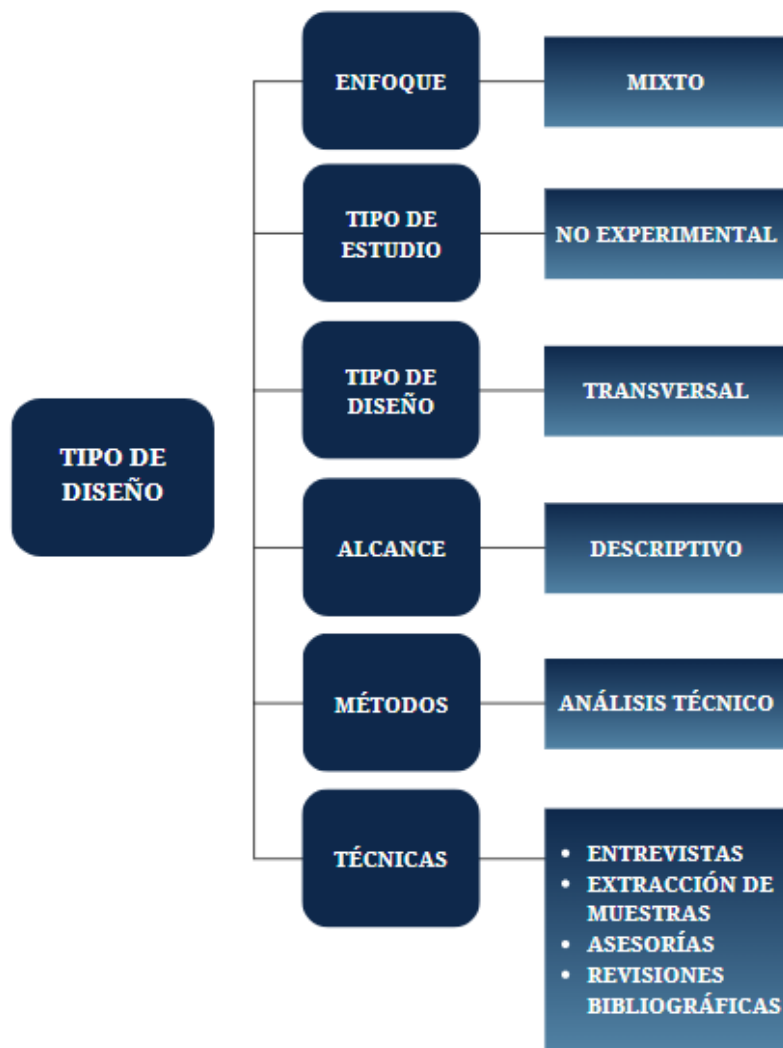 ENFOQUE
MIXTO
TIPO DE
ESTUDIO
NO EXPERIMENTAL
TIPO DE
DISEÑO
TRANSVERSAL
TIPO DE
DISEÑO
ALCANCE
DESCRIPTIVO
MÉTODOS
ANÁLISIS TÉCNICO
TÉCNICAS
• ENTREVISTAS
• EXTRACCIÓN DE
MUESTRAS
• ASESORÍAS
• REVISIONES
BIBLIOGRÁFICAS